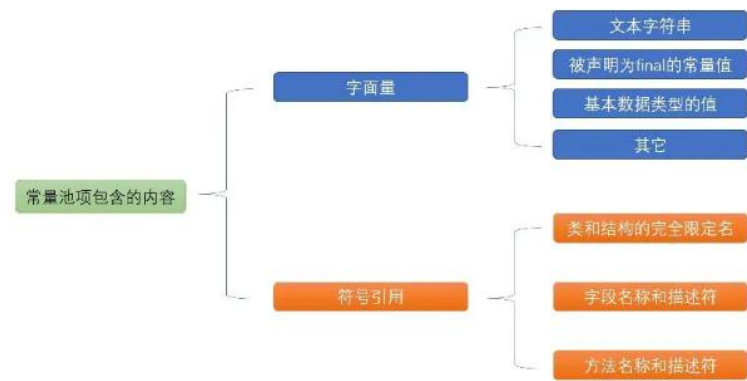 常量池项包含的内容
字面量
文本字符串
被声明为final的常量值
基本数据类型的值
其它
符号引用
类和结构的完全限定名
字段名称和描述符
方法名称和描述符